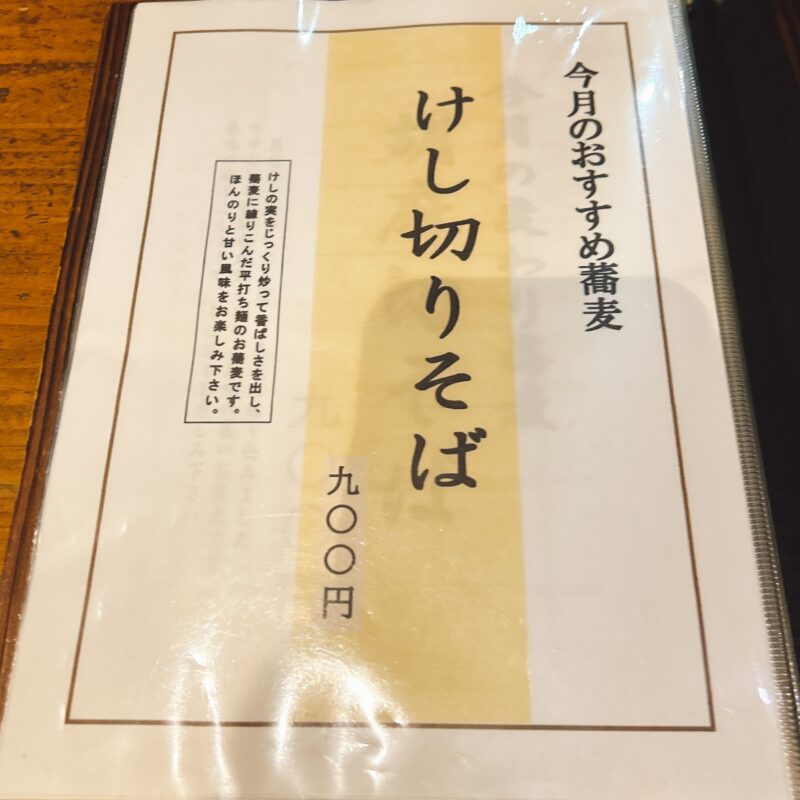 今月のおすすめ蕎麦
けし切りそば
九〇〇円
けしの実をじっくり炒って香ばしさを出し、
蕎麦に練りこんだ平打ち麺のお蕎麦です。
ほんのりと甘い風味をお楽しみ下さい。